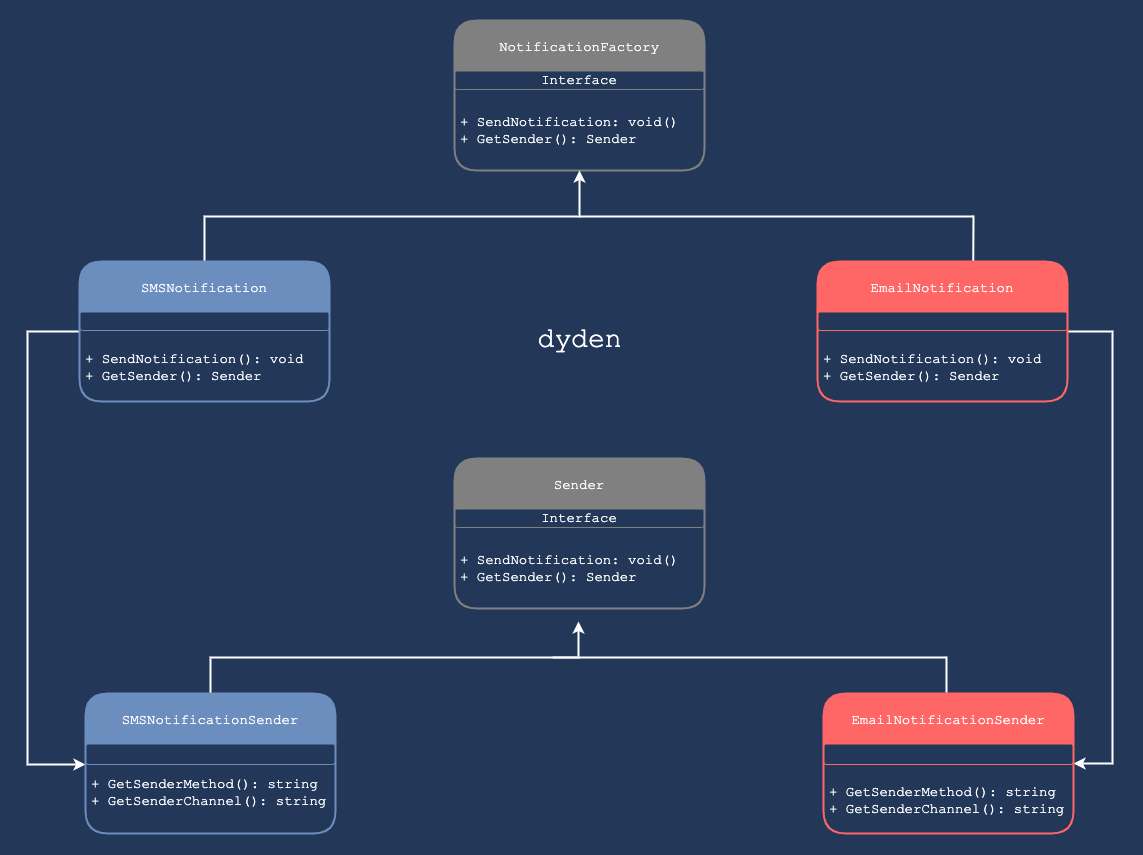 NotificationFactory
Interface
+ SendNotification: void()
+ GetSender(): Sender
SMSNotification
+ SendNotification(): void
+ GetSender(): Sender
EmailNotification
+ SendNotification(): void
+ GetSender(): Sender
dyden
Sender
Interface
+ SendNotification: void()
+ GetSender(): Sender
SMSNotificationSender
+ GetSenderMethod(): string
+ GetSenderChannel(): string
EmailNotificationSender
+ GetSenderMethod(): string
+ GetSenderChannel(): string